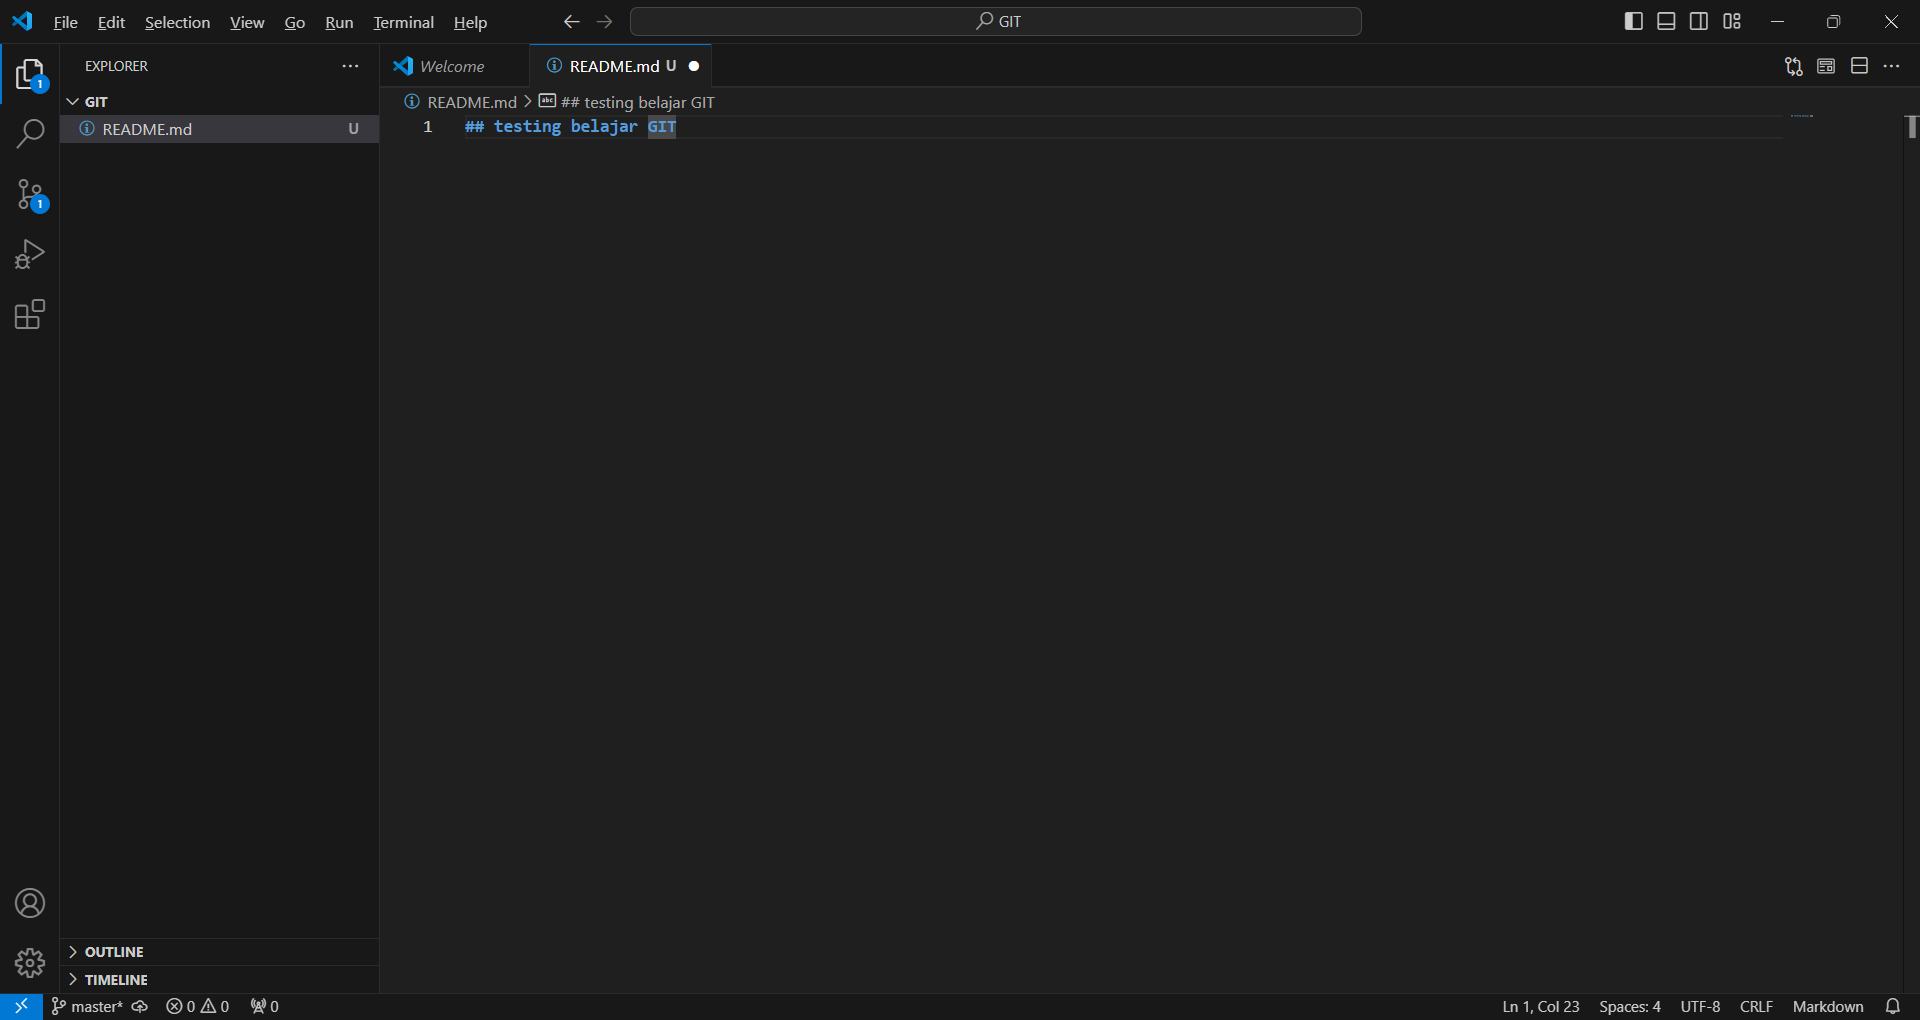 File Edit Selection View Go Run Terminal Help GIT
EXPLORER
Welcome
README.md U
1
GIT
README.md ## testing belajar GIT
README.md U
1 ## testing belajar GIT
1
OUTLINE
TIMELINE
master* 0 0 0
Ln 1, Col 23 Spaces: 4 UTF-8 CRLF Markdown